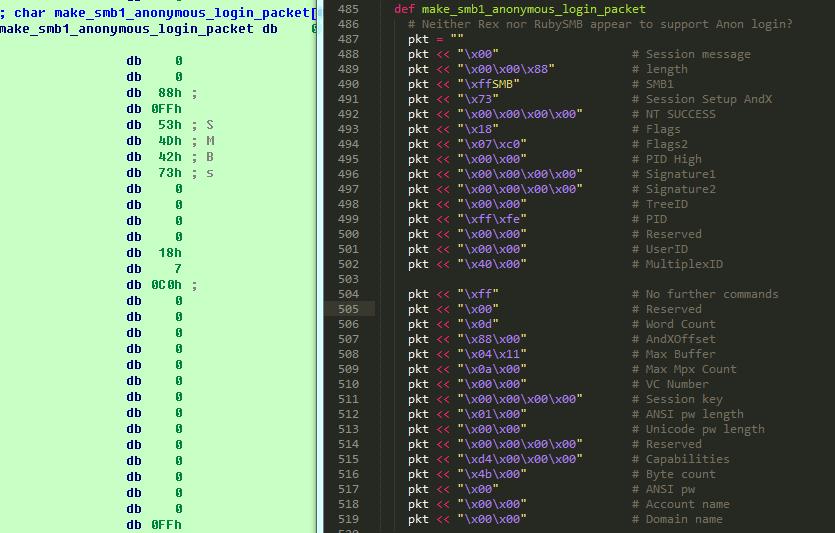 ; char make_smb1_anonymous_login_packet[
make_smb1_anonymous_login_packet db    0
db    0
db    0
db  88h ;
db 0FFh
db  53h ; S
db  4Dh ; M
db  42h ; B
db  73h ; s
db    0
db    0
db    0
db    0
db  18h
db    7
db 0C0h ;
db    0
db    0
db    0
db    0
db    0
db    0
db    0
db    0
db    0
db    0
db    0
db    0
db    0
db    0
db 0FFh
485 def make_smb1_anonymous_login_packet
486 # Neither Rex nor RubySMB appear to support Anon login?
487 pkt = ""
488 pkt << "\x00" # Session message
489 pkt << "\x00\x00\x88" # length
490 pkt << "\xffSMB" # SMB1
491 pkt << "\x73" # Session Setup AndX
492 pkt << "\x00\x00\x00\x00" # NT SUCCESS
493 pkt << "\x18" # Flags
494 pkt << "\x07\xc0" # Flags2
495 pkt << "\x00\x00" # PID High
496 pkt << "\x00\x00\x00\x00" # Signature1
497 pkt << "\x00\x00\x00\x00" # Signature2
498 pkt << "\x00\x00" # TreeID
499 pkt << "\xff\xfe" # PID
500 pkt << "\x00\x00" # Reserved
501 pkt << "\x00\x00" # UserID
502 pkt << "\x40\x00" # MultiplexID
503
504 pkt << "\xff" # No further commands
505 pkt << "\x00" # Reserved
506 pkt << "\x0d" # Word Count
507 pkt << "\x88\x00" # AndXOffset
508 pkt << "\x04\x11" # Max Buffer
509 pkt << "\x0a\x00" # Max Mpx Count
510 pkt << "\x00\x00" # VC Number
511 pkt << "\x00\x00\x00\x00" # Session key
512 pkt << "\x01\x00" # ANSI pw length
513 pkt << "\x00\x00" # Unicode pw length
514 pkt << "\x00\x00\x00\x00" # Reserved
515 pkt << "\xd4\x00\x00\x00" # Capabilities
516 pkt << "\x4b\x00" # Byte count
517 pkt << "\x00" # ANSI pw
518 pkt << "\x00\x00" # Account name
519 pkt << "\x00\x00" # Domain name